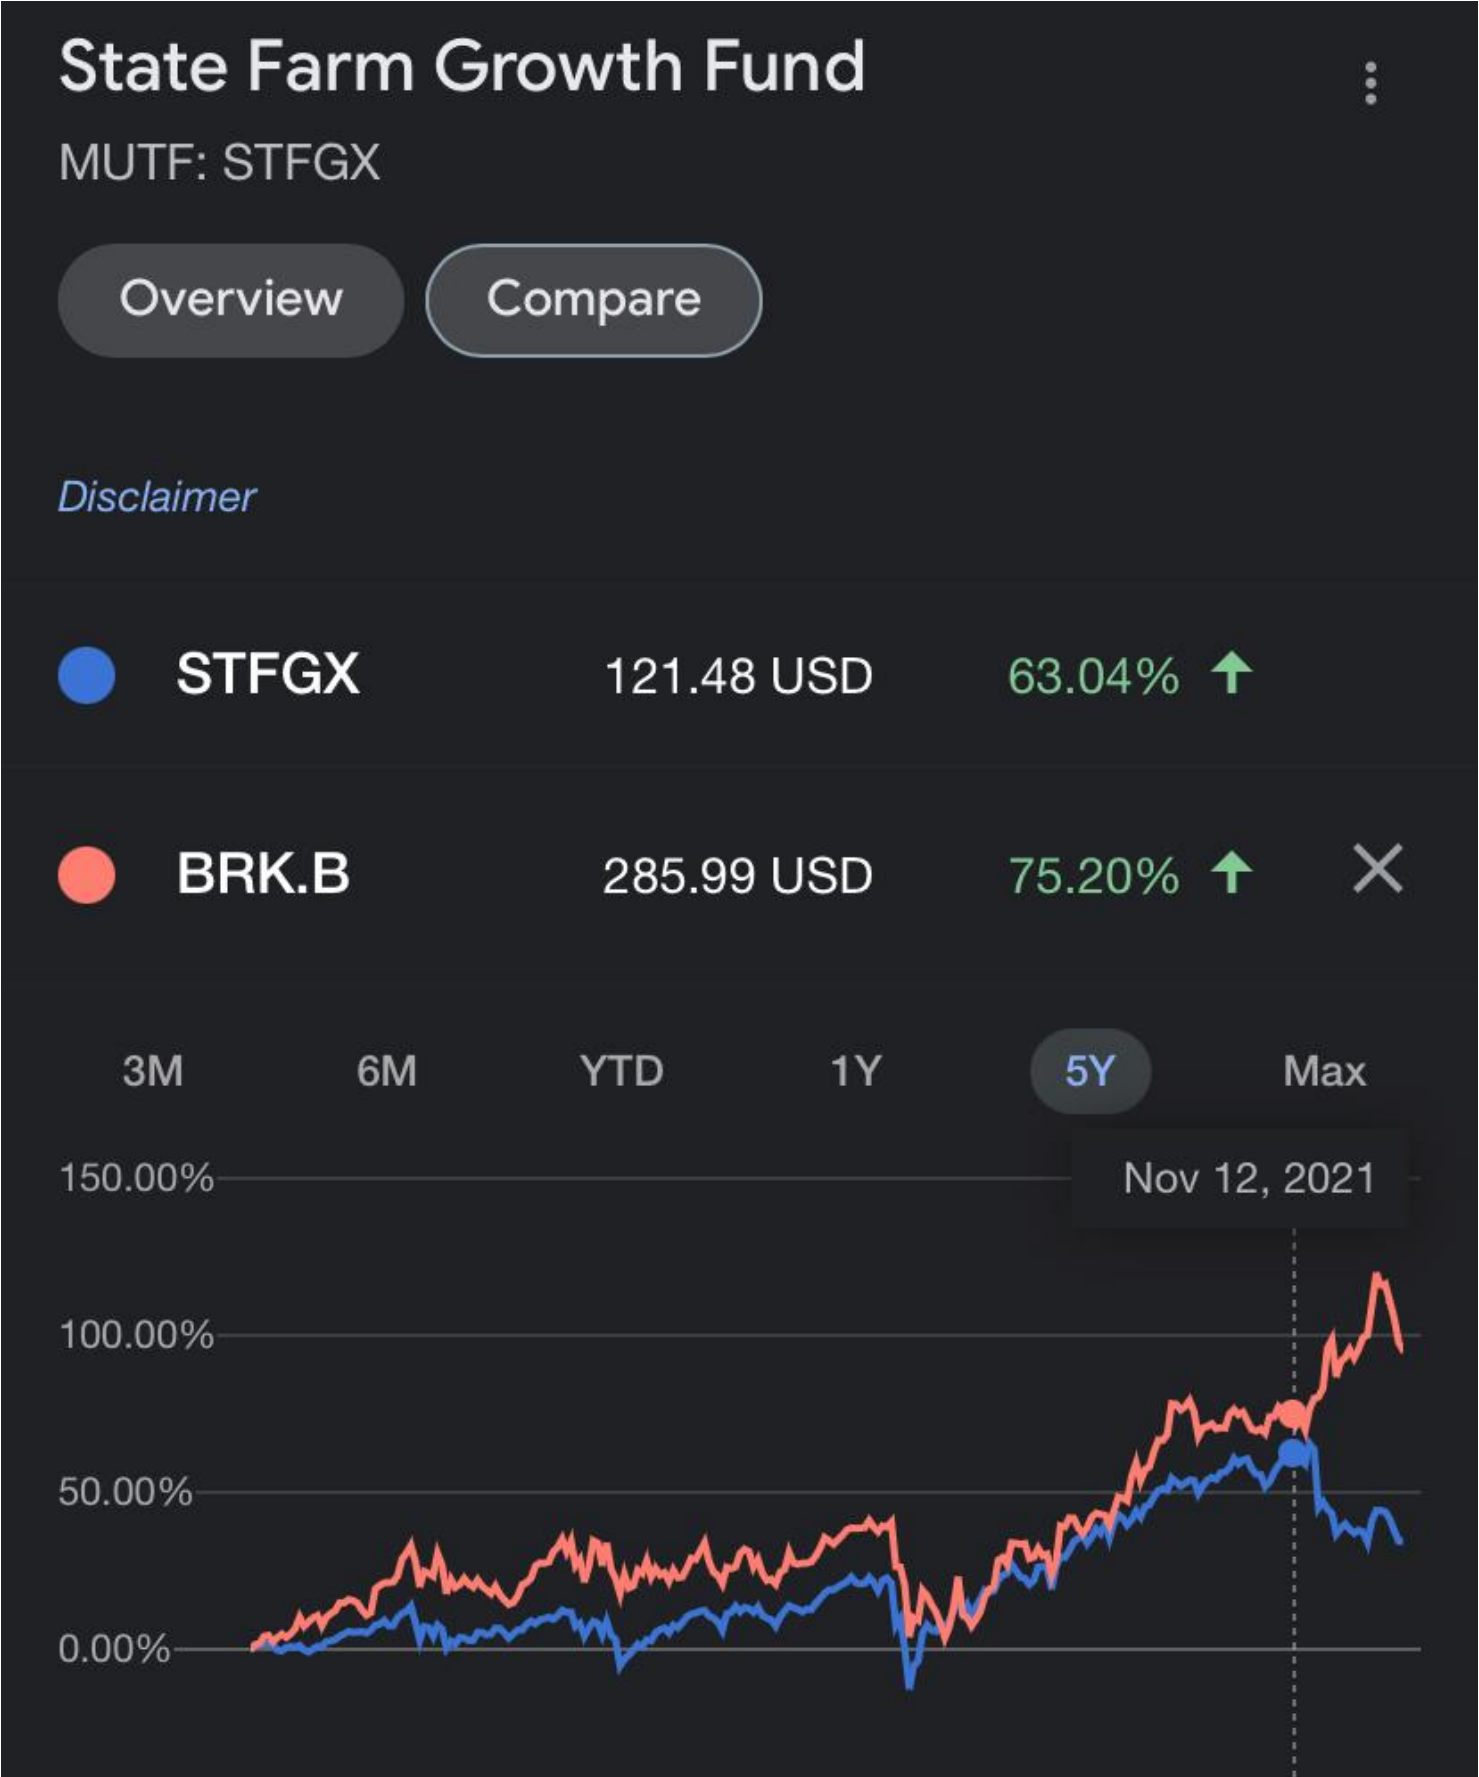 State Farm Growth Fund
MUTF: STFGX
Overview Compare
Disclaimer
STFGX 121.48 USD 63.04%
BRK.B 285.99 USD 75.20%
3M 6M YTD 1Y 5Y Max
Nov 12, 2021
150.00%
100.00%
50.00%
0.00%